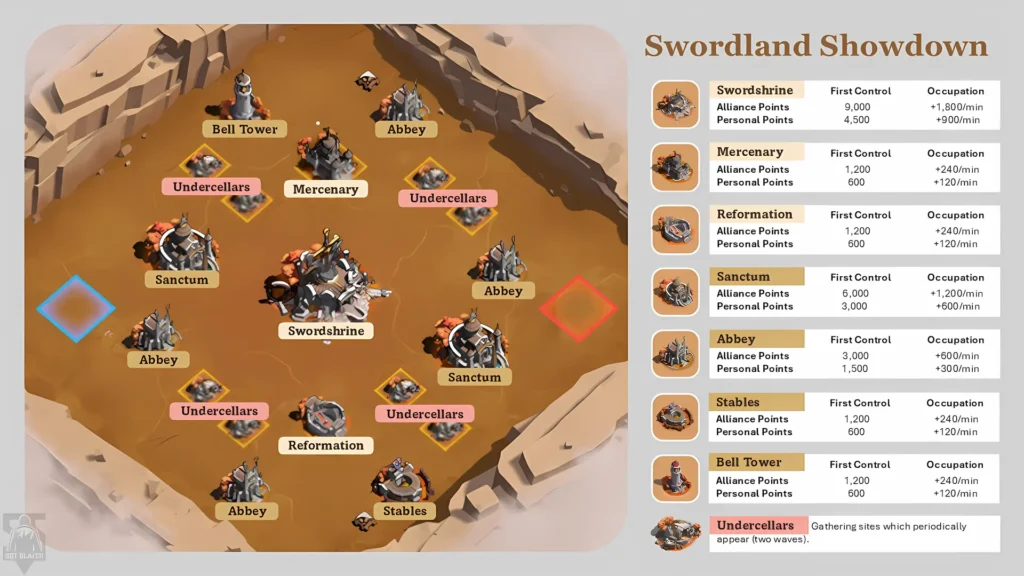 Swordland Showdown
Bell Tower
Abbey
Undercellars
Mercenary
Undercellars
Sanctum
Abbey
Swordshrine
Abbey
Sanctum
Undercellars
Undercellars
Reformation
Abbey
Stables
Swordshrine First Control Occupation
Alliance Points 9,000 +1,800/min
Personal Points 4,500 +900/min
Mercenary First Control Occupation
Alliance Points 1,200 +240/min
Personal Points 600 +120/min
Reformation First Control Occupation
Alliance Points 1,200 +240/min
Personal Points 600 +120/min
Sanctum First Control Occupation
Alliance Points 6,000 +1,200/min
Personal Points 3,000 +600/min
Abbey First Control Occupation
Alliance Points 3,000 +600/min
Personal Points 1,500 +300/min
Stables First Control Occupation
Alliance Points 1,200 +240/min
Personal Points 600 +120/min
Bell Tower First Control Occupation
Alliance Points 1,200 +240/min
Personal Points 600 +120/min
Undercellars Gathering sites which periodically
appear (two waves).